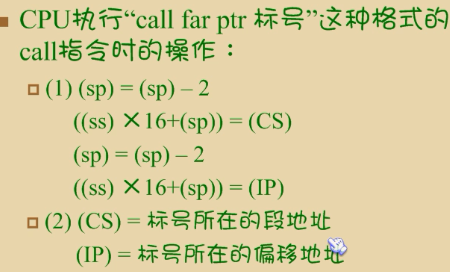 CPU执行“call far ptr 标号”这种格式的
call指令时的操作：
(1) (sp) = (sp) – 2
((ss) ×16+(sp)) = (CS)
(sp) = (sp) – 2
((ss) ×16+(sp)) = (IP)
(2) (CS) = 标号所在的段地址
(IP) = 标号所在的偏移地址